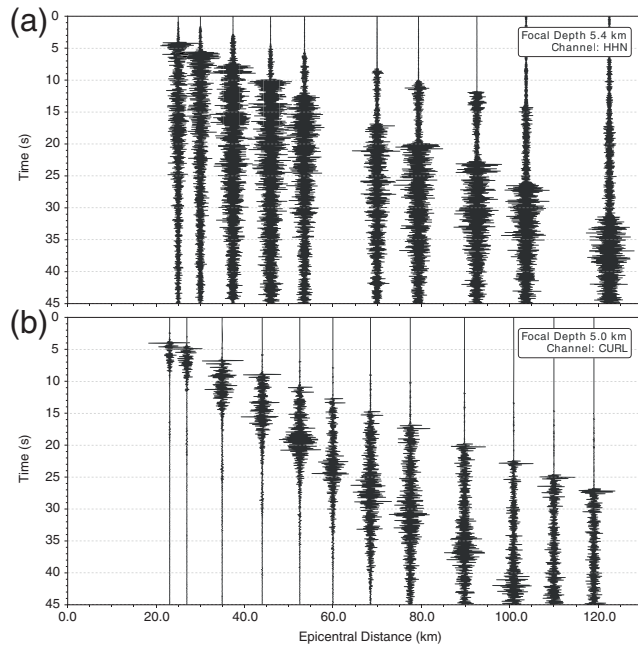 (a)
0
5
10
15
20
25
30
35
40
45
Time (s)
Focal Depth 5.4 km
Channel: HHN
(b)
0
5
10
15
20
25
30
35
40
45
Time (s)
Focal Depth 5.0 km
Channel: CURL
0.0 20.0 40.0 60.0 80.0 100.0 120.0
Epicentral Distance (km)